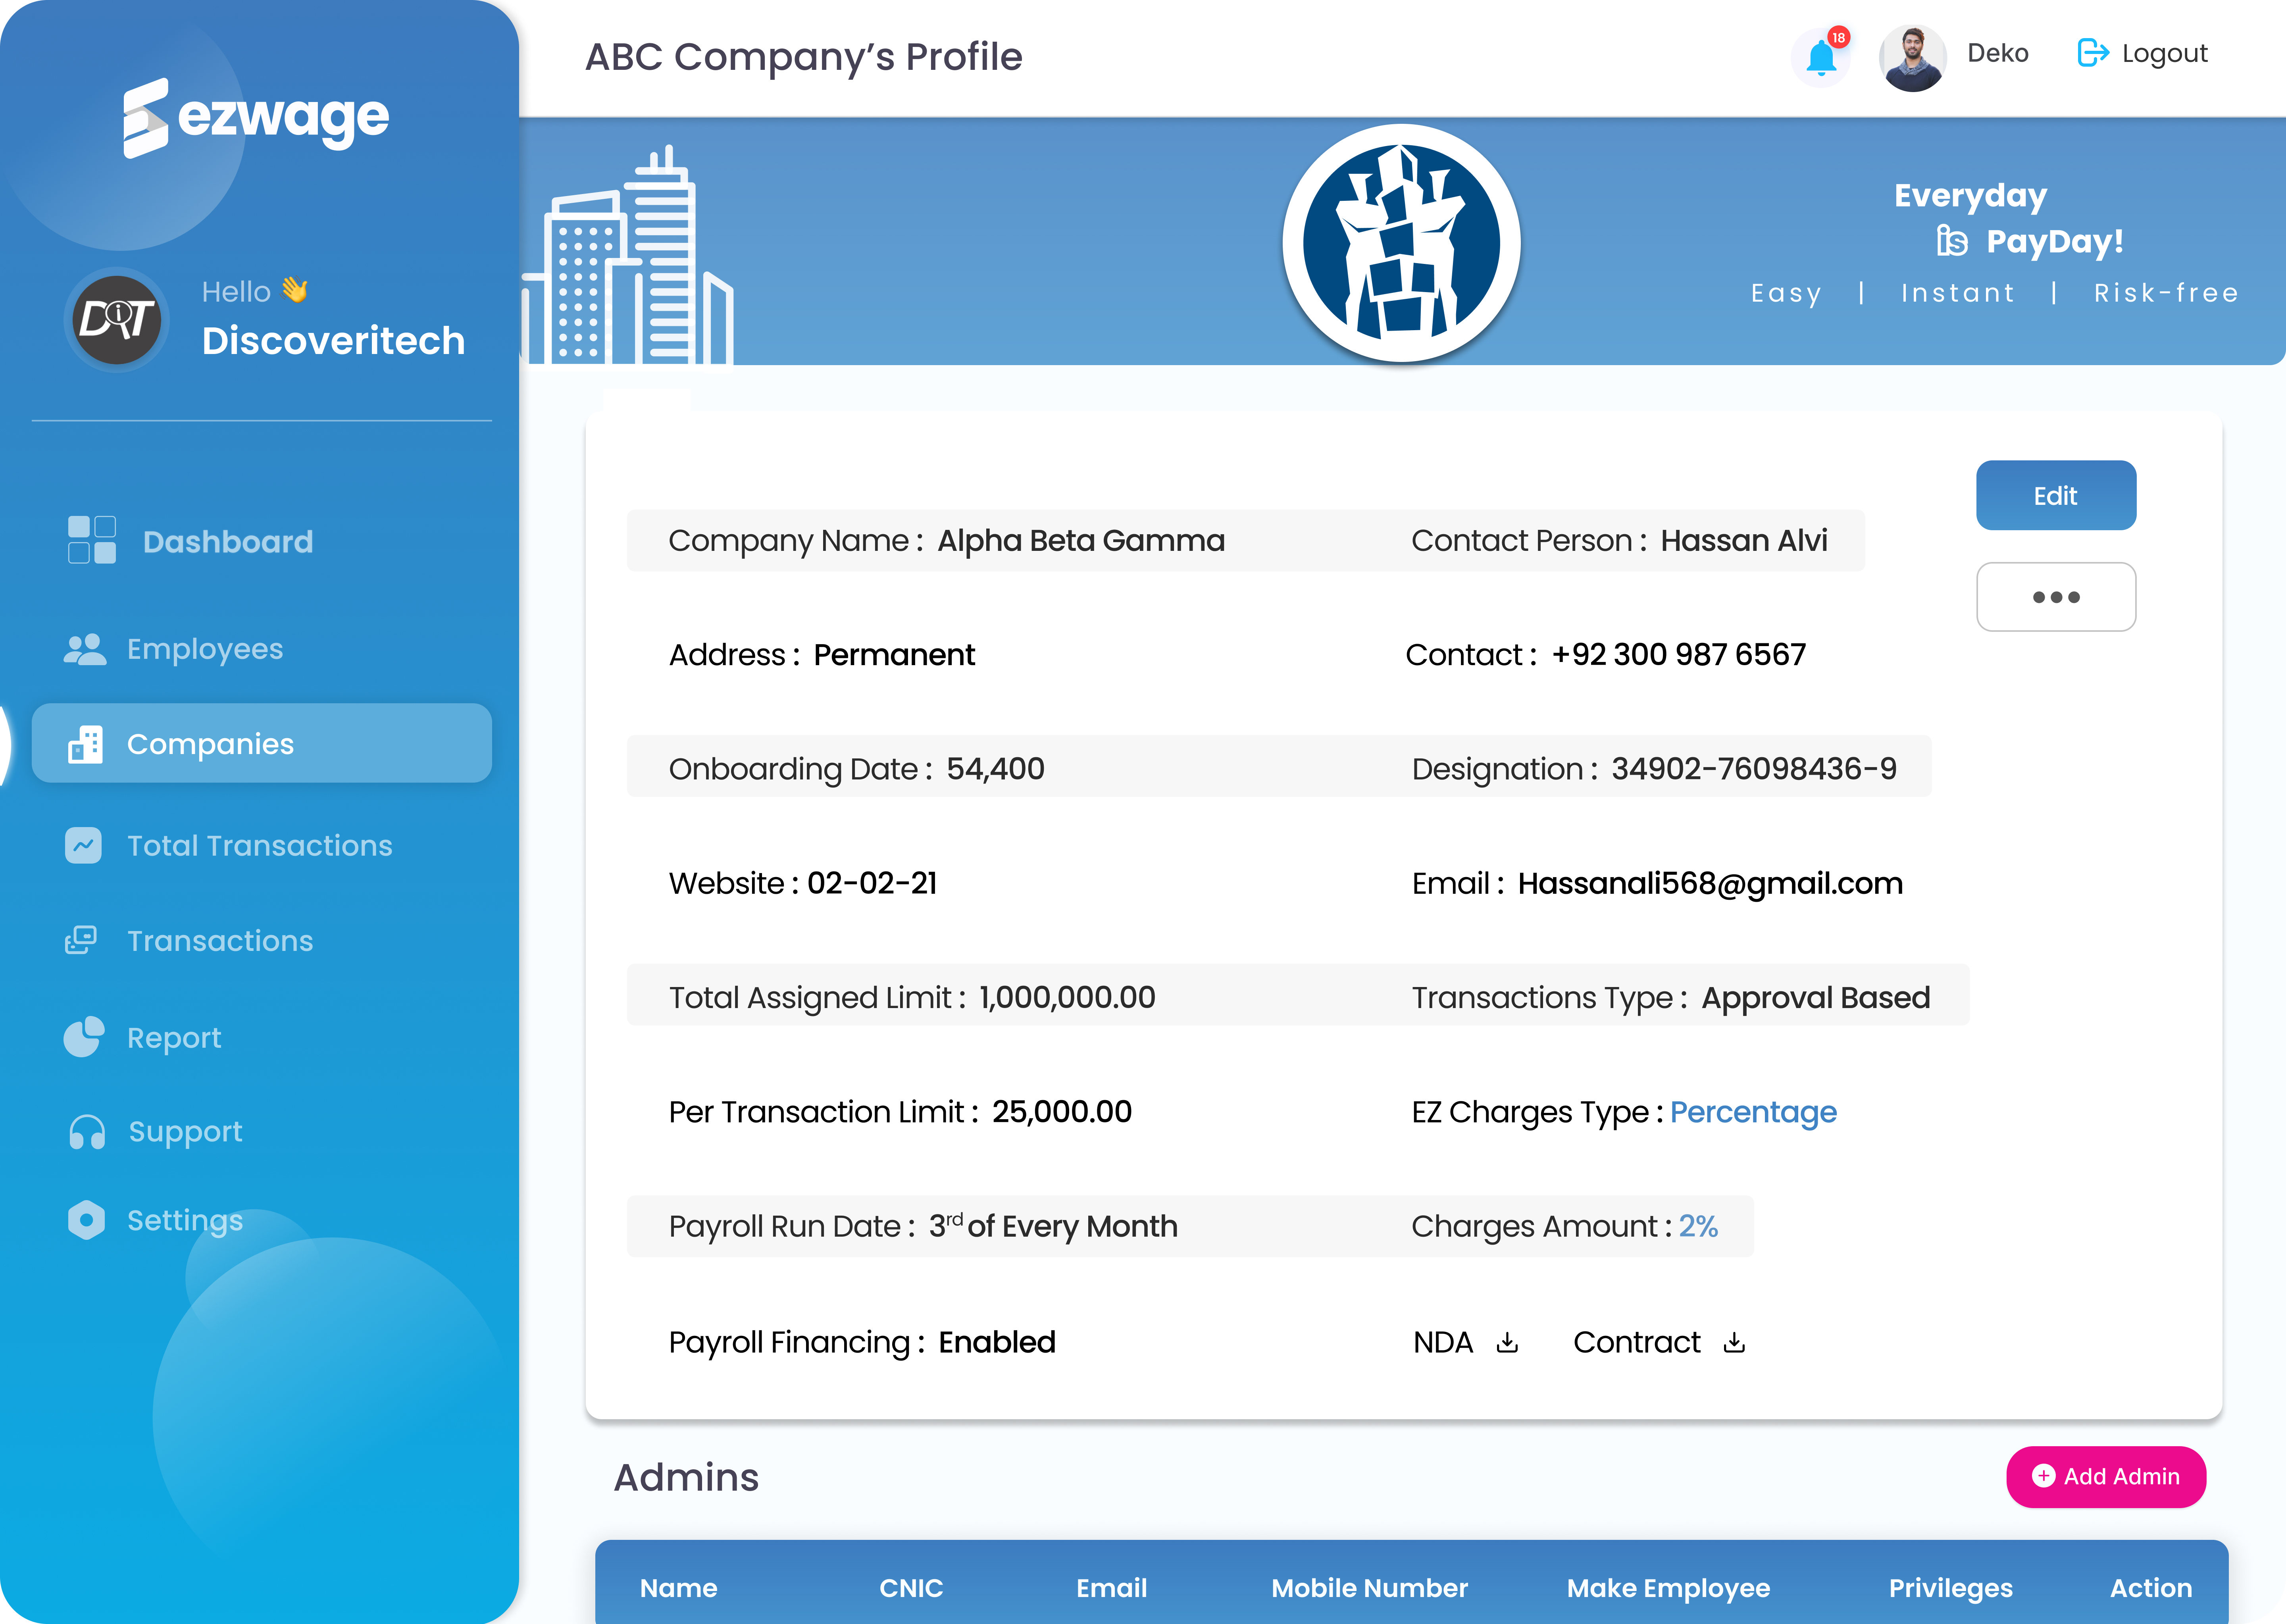 ABC Company's Profile
18
Deko
Logout
ezwage
Hello 👋
DiT
Discoveritech
Everyday
is PayDay!
Easy | Instant | Risk-free
Dashboard
Employees
Companies
Total Transactions
Transactions
Report
Support
Settings
Edit
•••
Company Name : Alpha Beta Gamma
Contact Person : Hassan Alvi
Address : Permanent
Contact : +92 300 987 6567
Onboarding Date : 54,400
Designation : 34902-76098436-9
Website : 02-02-21
Email : Hassanali568@gmail.com
Total Assigned Limit : 1,000,000.00
Transactions Type : Approval Based
Per Transaction Limit : 25,000.00
EZ Charges Type : Percentage
Payroll Run Date : 3rd of Every Month
Charges Amount : 2%
Payroll Financing : Enabled
NDA Contract
Admins
Add Admin
Name CNIC Email Mobile Number Make Employee Privileges Action